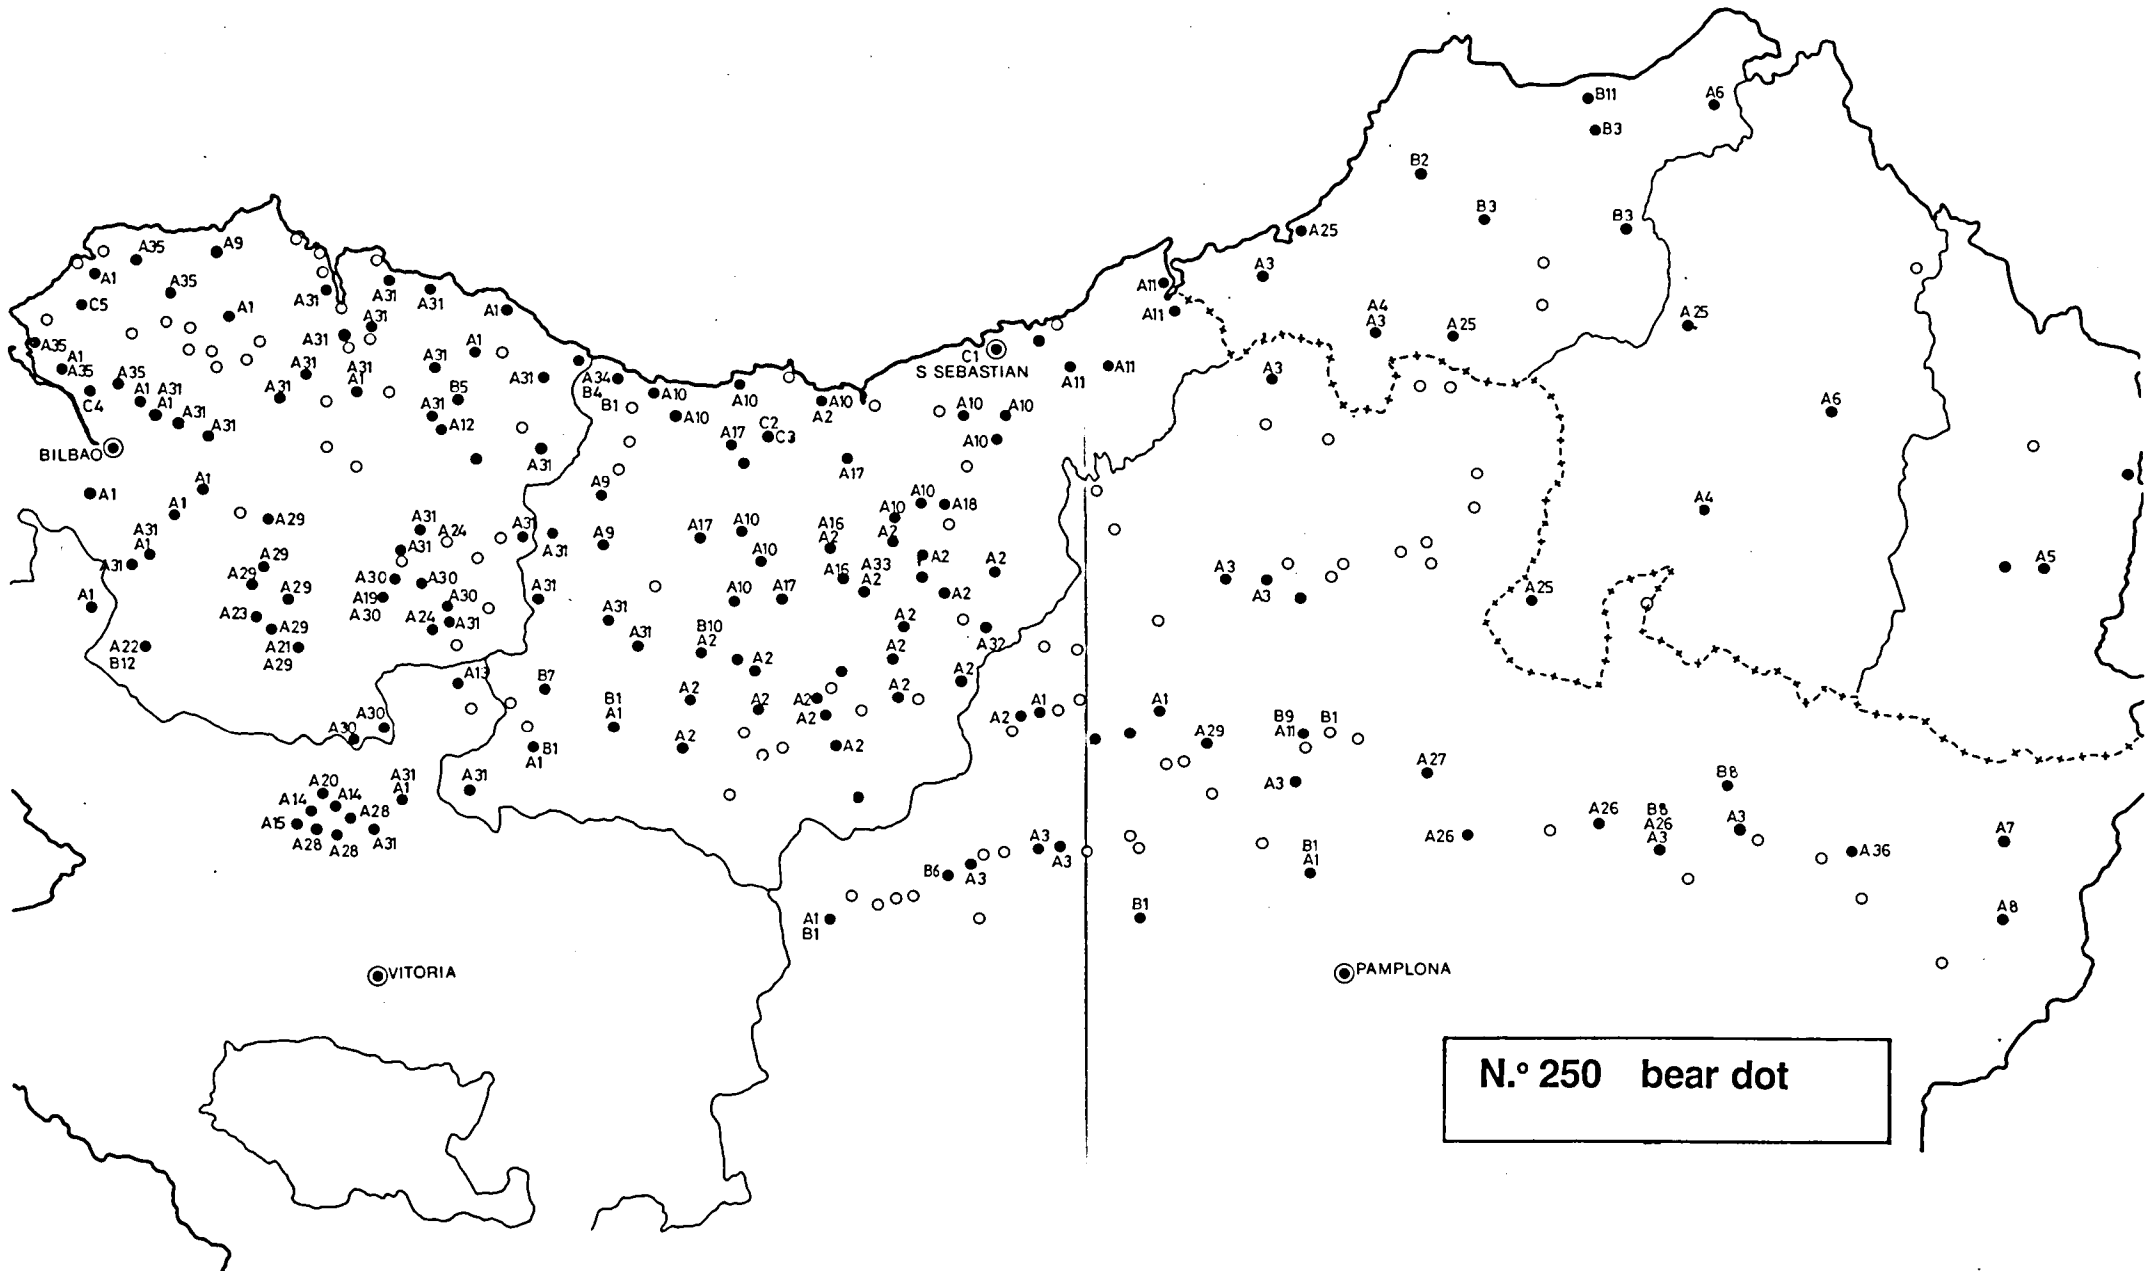 B11
A6
B3
B2
B3
B3
A35
A9
A25
A1
A35
A3
A11
A31
A31
A31
C5
A1
A1
A11
A31
A4
A3
A25
A25
A35
A31
A1
C1
S SEBASTIAN
A1
A35
A31
A31
A31
A1
A31
A34
B4
A11
A11
A3
A35
A31
B5
B1
A10
A10
A10
A2
C4
A1
A31
A1
A31
A31
A12
A10
C2
C3
A10
A10
A6
A17
A10
BILBAO
A31
A17
A1
A1
A9
A10
A18
A4
A1
A29
A31
A24
A31
A31
A9
A17
A10
A16
A2
A10
A2
A31
A1
A31
A31
A29
A10
A2
A2
A3
A5
A29
A29
A30
A30
A16
A33
A2
A2
A3
A25
A1
A19
A30
A30
A31
A10
A17
A23
A29
A24
A31
A31
B10
A2
A32
A22
B12
A21
A29
A31
A2
A2
A13
B7
A2
A2
A2
A30
A30
B1
A1
A2
A2
A2
A2
A1
A1
B9
A11
B1
B1
A1
A2
A2
A29
A27
A31
A31
A1
A3
B8
A20
A14
A14
A28
A15
A28
A28
A31
A3
A3
A26
A26
B8
A26
A3
A3
A7
B6
A3
B1
A1
A36
A1
B1
B1
A8
VITORIA
PAMPLONA
N.º 250 bear dot